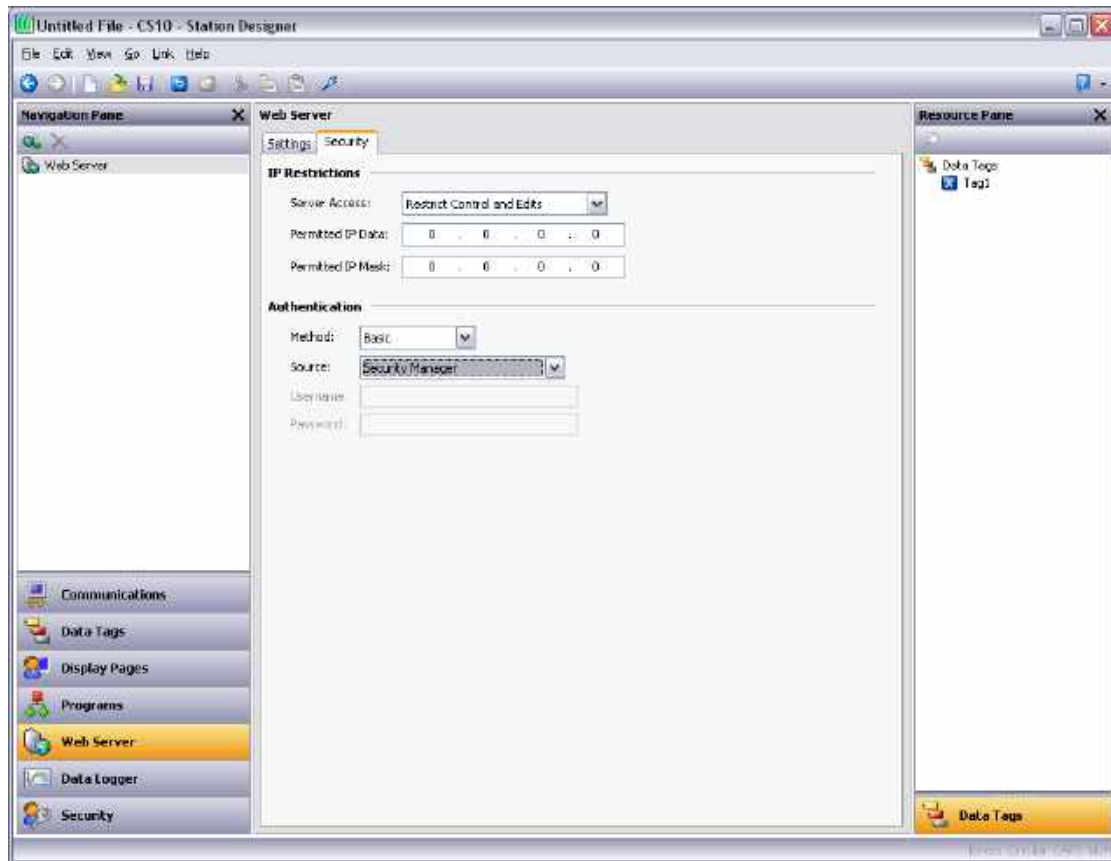 Untitled File - CS10 - Station Designer
File Edit View Go Link Help
Navigation Pane
Web Server
Web Server
Settings Security
IP Restrictions
Server Access: Restrict Control and Edits
Permitted IP Data: 0 . 0 . 0 . 0
Permitted IP Mask: 0 . 0 . 0 . 0
Authentication
Method: Basic
Source: Security Manager
Username:
Password:
Resource Pane
Data Tags
Tag1
Communications
Data Tags
Display Pages
Programs
Web Server
Data Logger
Security
Data Tags